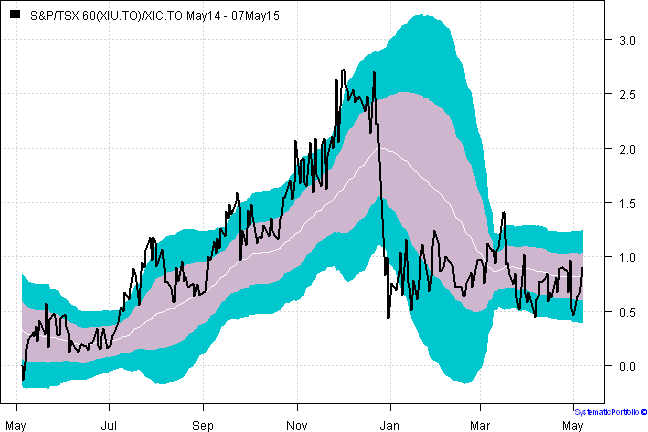 S&P/TSX 60(XIU.TO)/XIC.TO May14 - 07May15
3.0
2.5
2.0
1.5
1.0
0.5
0.0
May Jul Sep Nov Jan Mar May
SystematicPortfolio ©